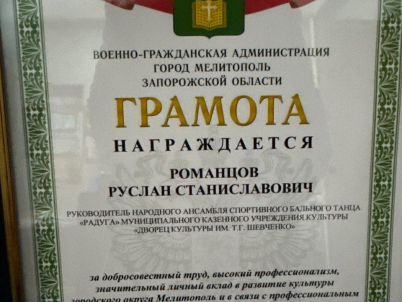 ВОЕННО-ГРАЖДАНСКАЯ АДМИНИСТРАЦИЯ
ГОРОД МЕЛИТОПОЛЬ
ЗАПОРОЖСКОЙ ОБЛАСТИ
ГРАМОТА
НАГРАЖДАЕТСЯ
РОМАНЦОВ
РУСЛАН СТАНИСЛАВОВИЧ
РУКОВОДИТЕЛЬ НАРОДНОГО АНСАМБЛЯ СПОРТИВНОГО БАЛЬНОГО ТАНЦА
«РАДУГА» МУНИЦИПАЛЬНОГО КАЗЕННОГО УЧРЕЖДЕНИЯ КУЛЬТУРЫ
«ДВОРЕЦ КУЛЬТУРЫ ИМ. Т.Г. ШЕВЧЕНКО»
за добросовестный труд, высокий профессионализм,
значительный личный вклад в развитие культуры
городского округа Мелитополь и в связи с профессиональным